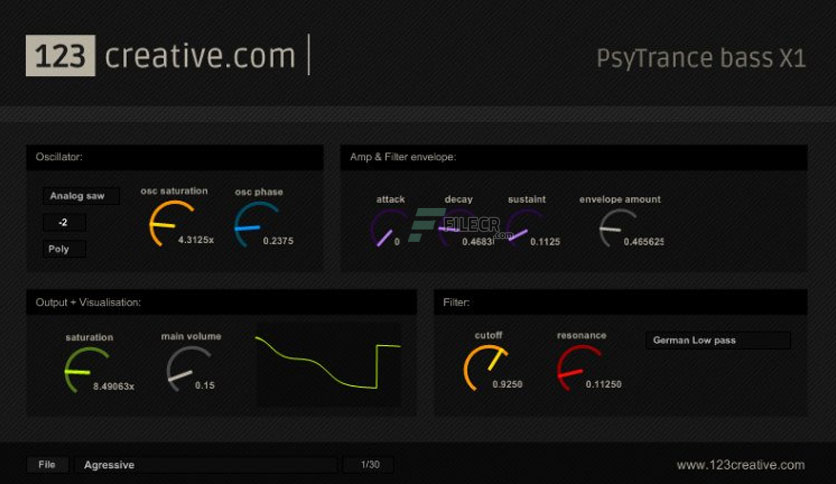 123 creative.com
PsyTrance bass X1
Oscillator:
Analog saw
-2
Poly
osc saturation
4.3125x
osc phase
0.2375
Amp & Filter envelope:
attack
0
decay
0.4683
sustaint
0.1125
envelope amount
0.465625
FILECR
.com
Output + Visualisation:
saturation
8.49063x
main volume
0.15
Filter:
cutoff
0.9250
resonance
0.11250
German Low pass
File
Agressive
1/30
www.123creative.com